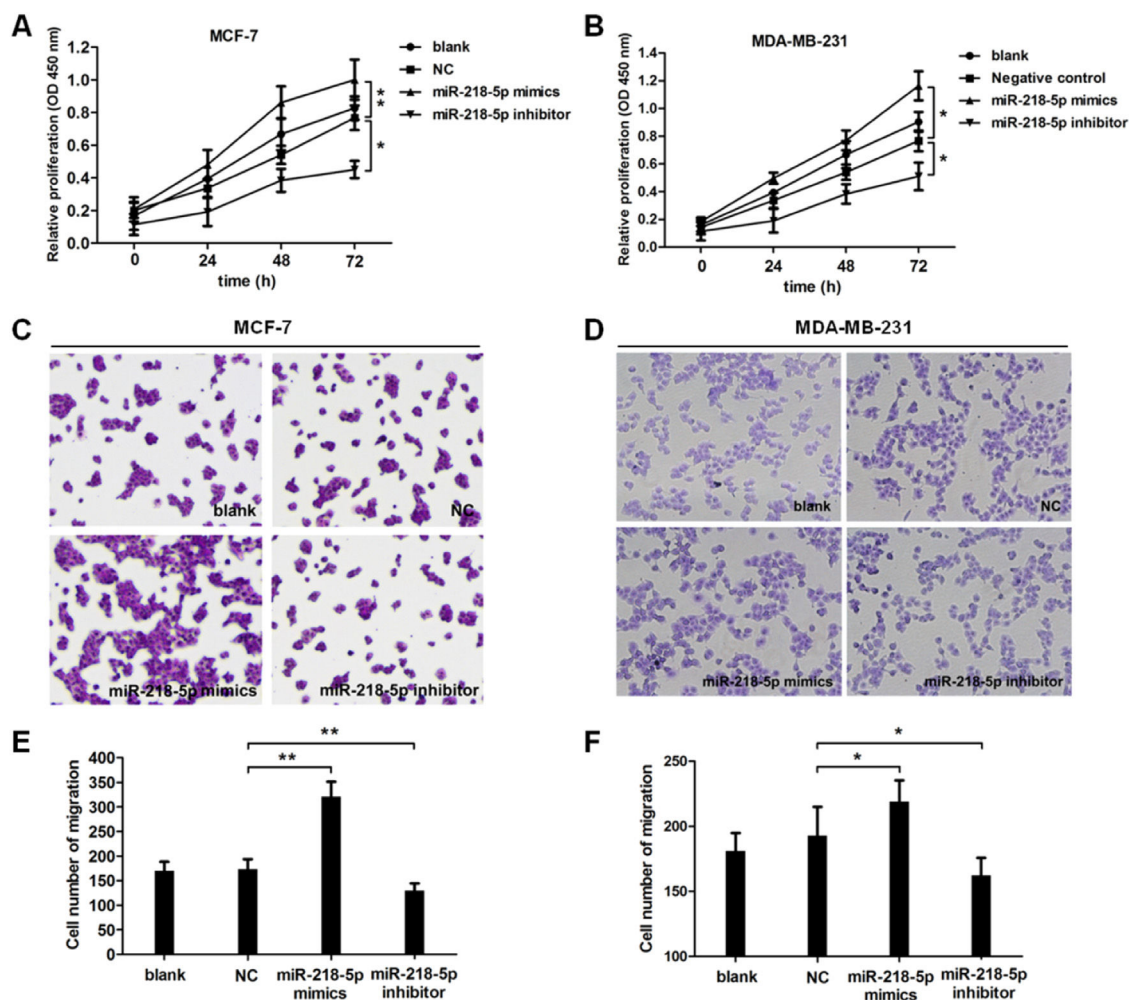 A
MCF-7
Relative proliferation (OD 450 nm)
1.2
1.0
0.8
0.6
0.4
0.2
0.0
0 24 48 72
time (h)
blank
NC
miR-218-5p mimics
miR-218-5p inhibitor
* *
*
B
MDA-MB-231
Relative proliferation (OD 450 nm)
1.4
1.2
1.0
0.8
0.6
0.4
0.2
0.0
0 24 48 72
time (h)
blank
Negative control
miR-218-5p mimics
miR-218-5p inhibitor
*
*
C
MCF-7
blank
NC
miR-218-5p mimics
miR-218-5p inhibitor
D
MDA-MB-231
blank
NC
miR-218-5p mimics
miR-218-5p inhibitor
E
Cell number of migration
400
350
300
250
200
150
100
50
0
**
**
blank
NC
miR-218-5p
mimics
miR-218-5p
inhibitor
F
Cell number of migration
250
200
150
100
*
*
blank
NC
miR-218-5p
mimics
miR-218-5p
inhibitor